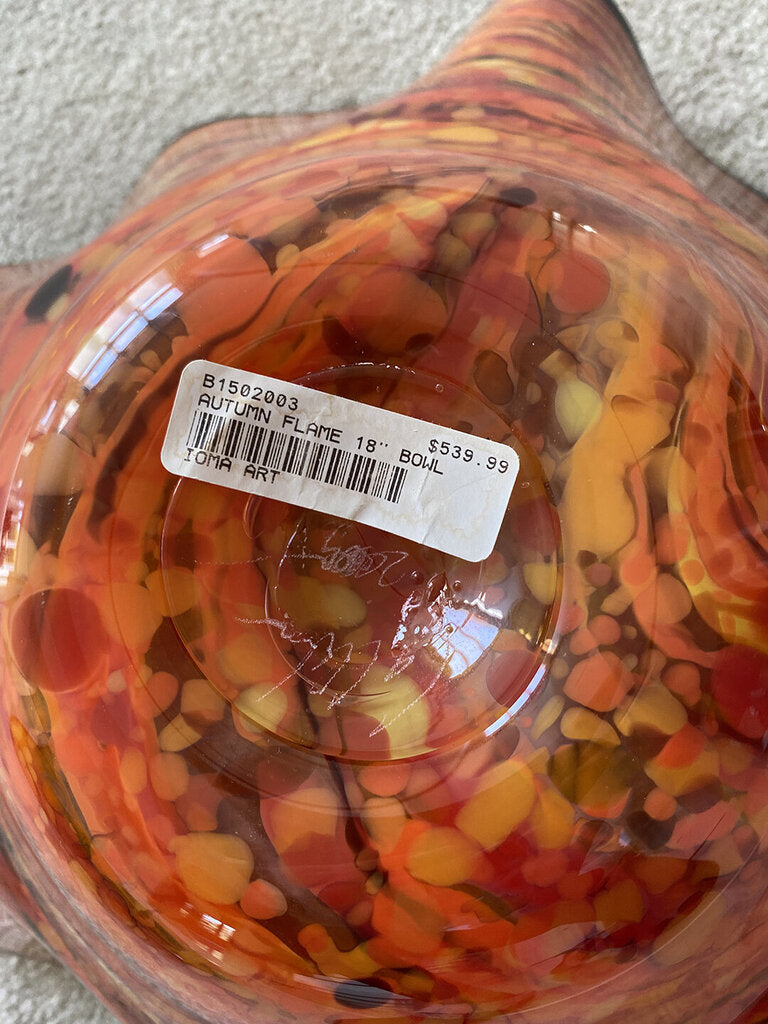 B1502003
AUTUMN FLAME 18" BOWL
$539.99
IOMA ART